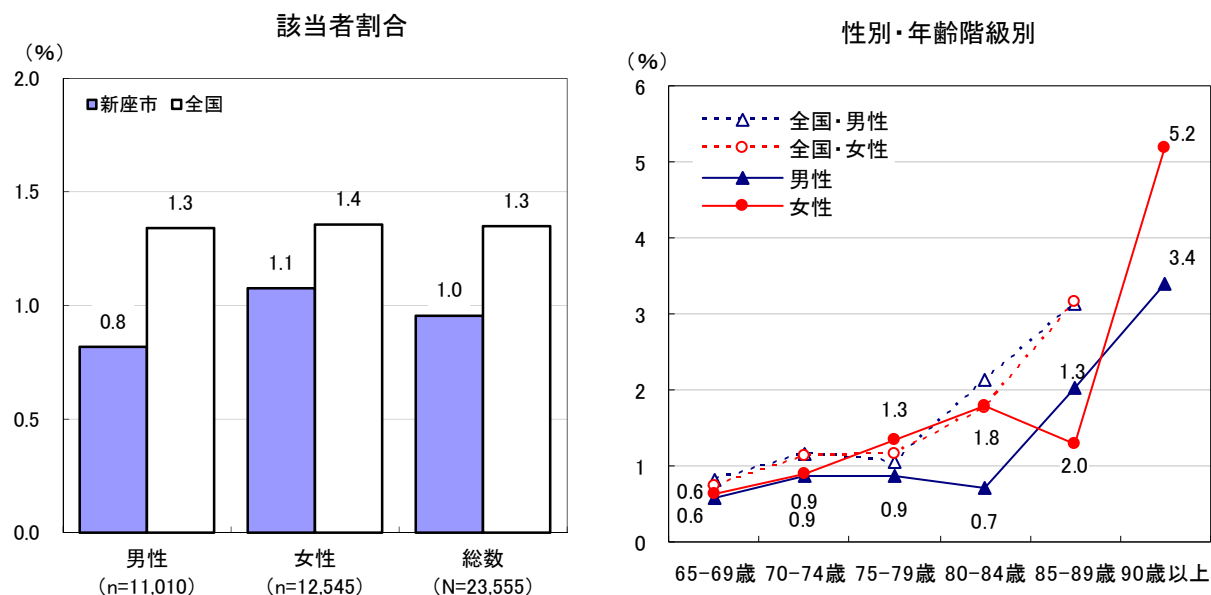 該当者割合
(%)
2.0
1.5
1.0
0.5
0.0
新座市 全国
0.8
1.3
1.1
1.4
1.0
1.3
男性
(n=11,010)
女性
(n=12,545)
総数
(N=23,555)
性別・年齢階級別
(%)
6
5
4
3
2
1
0
全国・男性
全国・女性
男性
女性
0.6
0.6
0.9
0.9
1.3
0.9
1.8
0.7
1.3
2.0
5.2
3.4
65-69歳 70-74歳 75-79歳 80-84歳 85-89歳 90歳以上